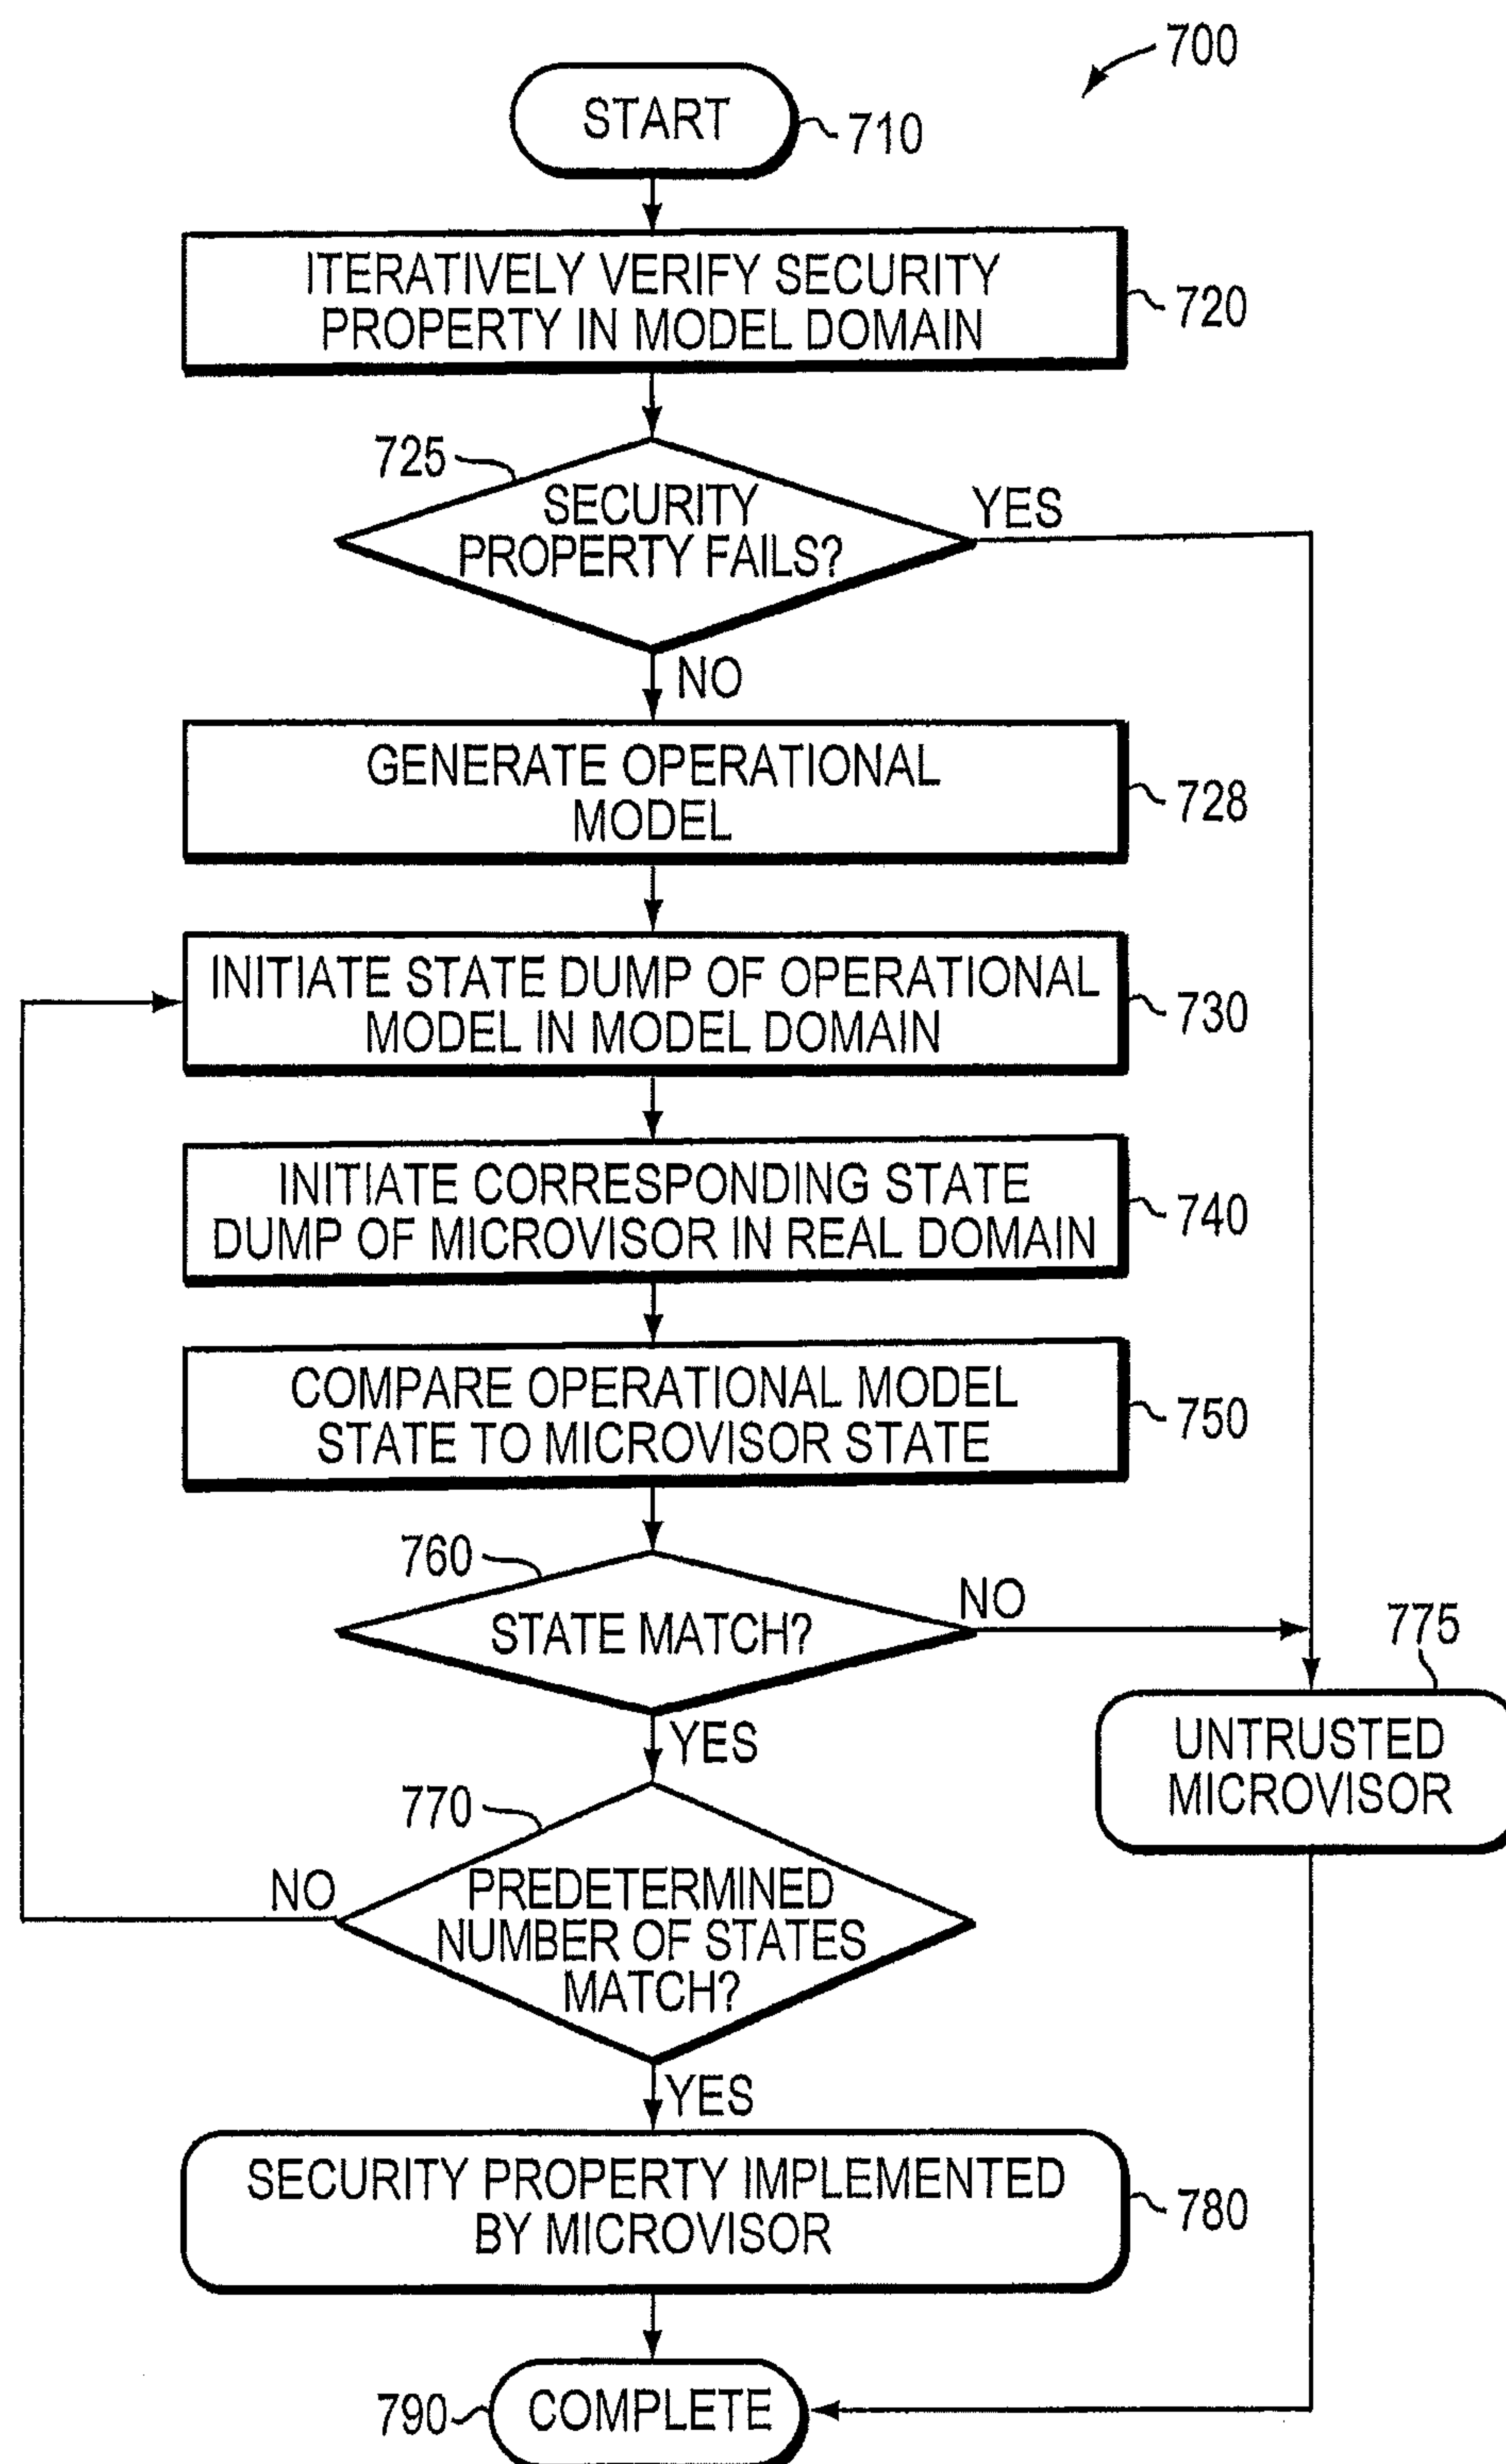 700
START
710
ITERATIVELY VERIFY SECURITY
PROPERTY IN MODEL DOMAIN
720
725
SECURITY
PROPERTY FAILS?
YES
NO
GENERATE OPERATIONAL
MODEL
728
INITIATE STATE DUMP OF OPERATIONAL
MODEL IN MODEL DOMAIN
730
INITIATE CORRESPONDING STATE
DUMP OF MICROVISOR IN REAL DOMAIN
740
COMPARE OPERATIONAL MODEL
STATE TO MICROVISOR STATE
750
760
STATE MATCH?
NO
775
UNTRUSTED
MICROVISOR
YES
770
NO
PREDETERMINED
NUMBER OF STATES
MATCH?
YES
SECURITY PROPERTY IMPLEMENTED
BY MICROVISOR
780
790
COMPLETE